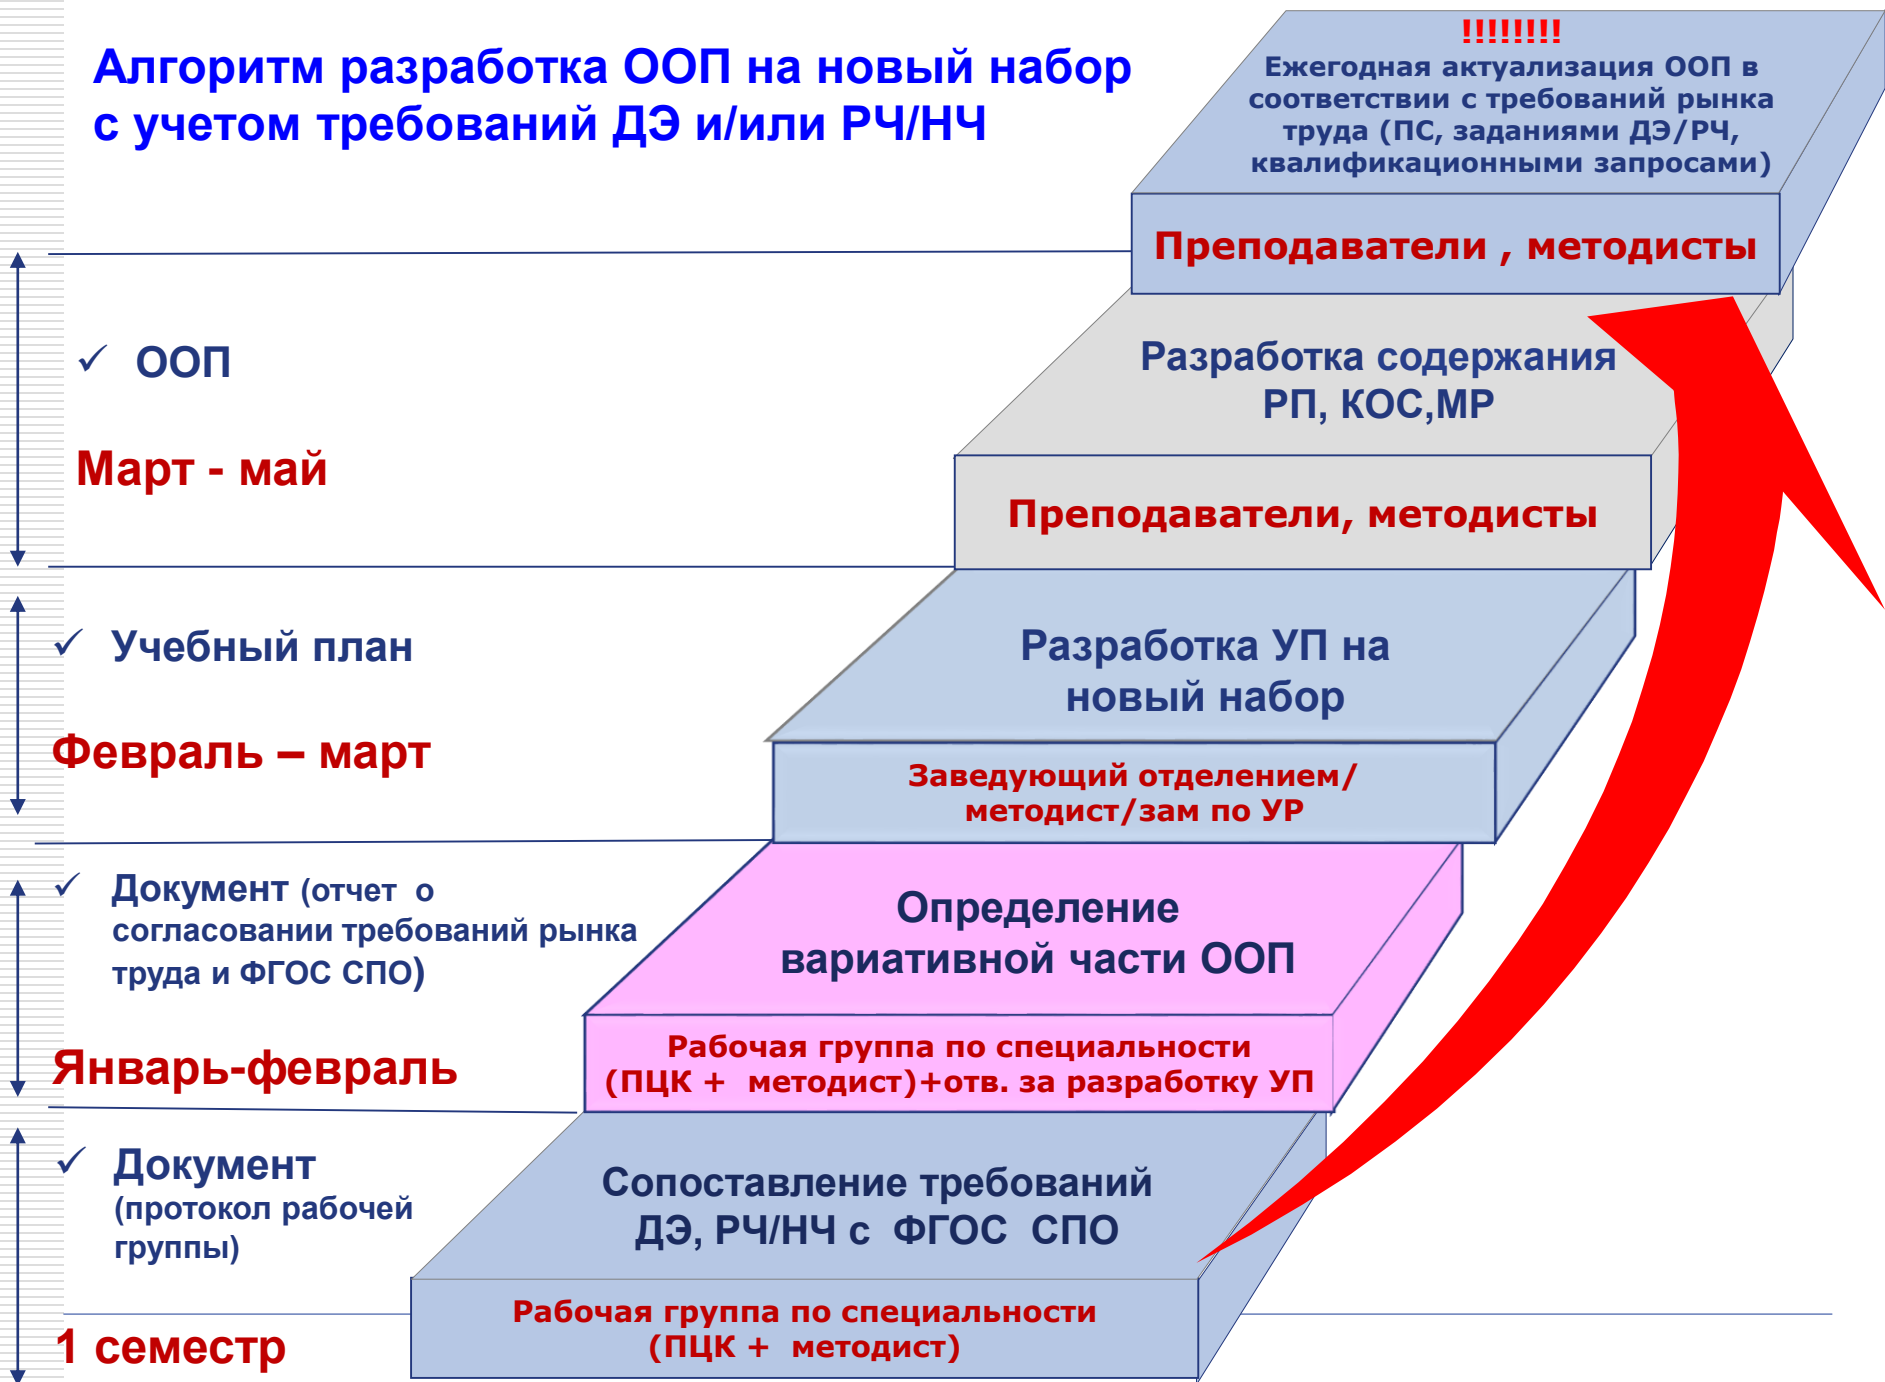 Алгоритм разработка ООП на новый набор
с учетом требований ДЭ и/или РЧ/НЧ
!!!!!!!!
Ежегодная актуализация ООП в
соответствии с требований рынка
труда (ПС, заданиями ДЭ/РЧ,
квалификационными запросами)
Преподаватели , методисты
✓ ООП
Март - май
Разработка содержания
РП, КОС,МР
Преподаватели, методисты
✓ Учебный план
Февраль – март
Разработка УП на
новый набор
Заведующий отделением/
методист/зам по УР
✓ Документ (отчет о
согласовании требований рынка
труда и ФГОС СПО)
Январь-февраль
Определение
вариативной части ООП
Рабочая группа по специальности
(ПЦК + методист)+отв. за разработку УП
✓ Документ
(протокол рабочей
группы)
1 семестр
Сопоставление требований
ДЭ, РЧ/НЧ с ФГОС СПО
Рабочая группа по специальности
(ПЦК + методист)